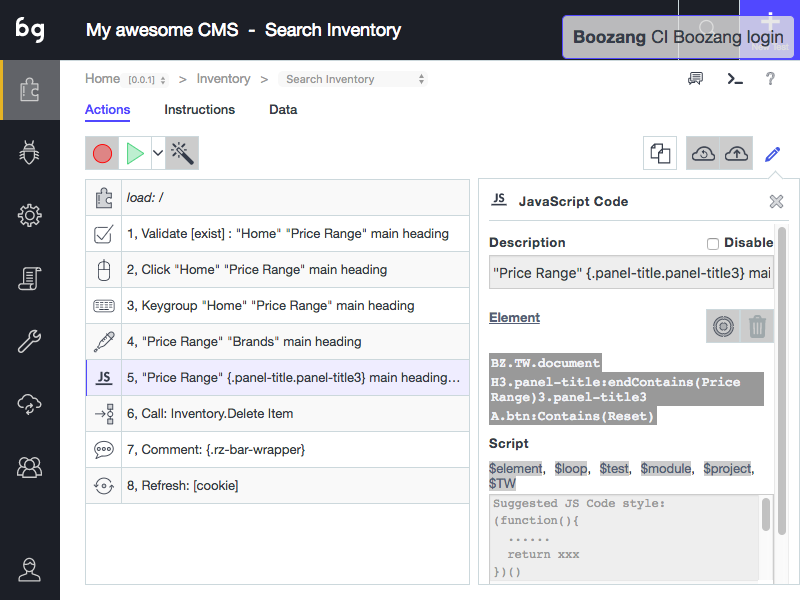 bg
My awesome CMS - Search Inventory
Boozang CI Boozang login
Home [0.0.1] > Inventory > Search Inventory
?
Actions Instructions Data
load: /
1, Validate [exist] : "Home" "Price Range" main heading
2, Click "Home" "Price Range" main heading
3, Keygroup "Home" "Price Range" main heading
4, "Price Range" "Brands" main heading
JS 5, "Price Range" {.panel-title.panel-title3} main heading…
6, Call: Inventory.Delete Item
7, Comment: {.rz-bar-wrapper}
8, Refresh: [cookie]
JS JavaScript Code
Description Disable
"Price Range" {.panel-title.panel-title3} mai
Element
BZ.TW.document
H3.panel-title:endContains(Price
Range)3.panel-title3
A.btn:Contains(Reset)
Script
$element, $loop, $test, $module, $project,
$TW
Suggested JS Code style:
(function(){
......
return xxx
})()